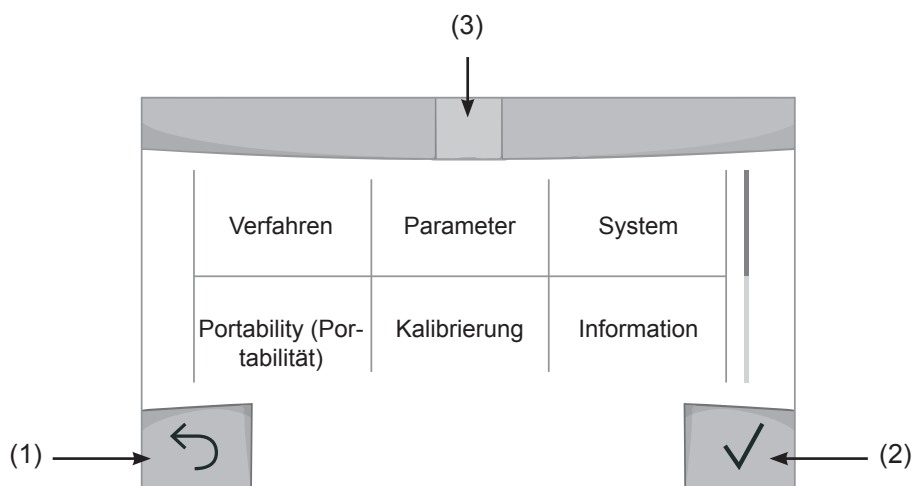 (3)
Verfahren Parameter System
Portability (Por-
tabilität) Kalibrierung Information
(1) (2)